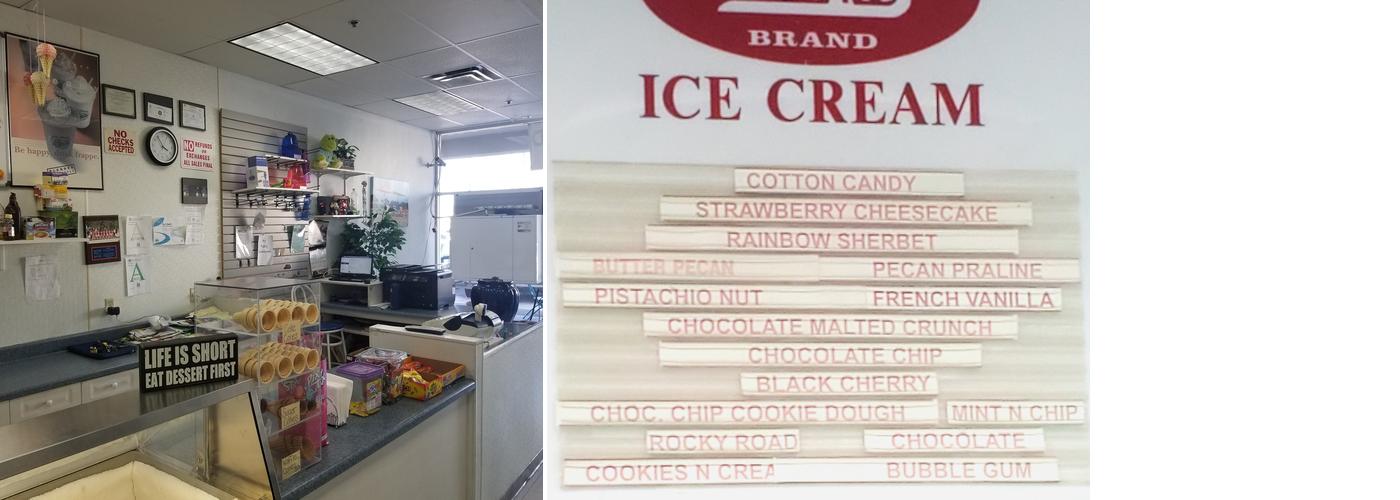 Be happy.
frappe.
NO
CHECKS
ACCEPTED
NO REFUNDS
OR
EXCHANGES
ALL SALES FINAL
A
LIFE IS SHORT
EAT DESSERT FIRST
BRAND
ICE CREAM
COTTON CANDY
STRAWBERRY CHEESECAKE
RAINBOW SHERBET
BUTTER PECAN PECAN PRALINE
PISTACHIO NUT FRENCH VANILLA
CHOCOLATE MALTED CRUNCH
CHOCOLATE CHIP
BLACK CHERRY
CHOC. CHIP COOKIE DOUGH MINT N CHIP
ROCKY ROAD CHOCOLATE
COOKIES N CREA BUBBLE GUM